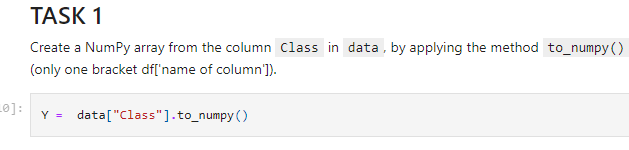 TASK 1
Create a NumPy array from the column Class in data, by applying the method to_numpy()
(only one bracket df['name of column']).
0]: Y = data["Class"].to_numpy()